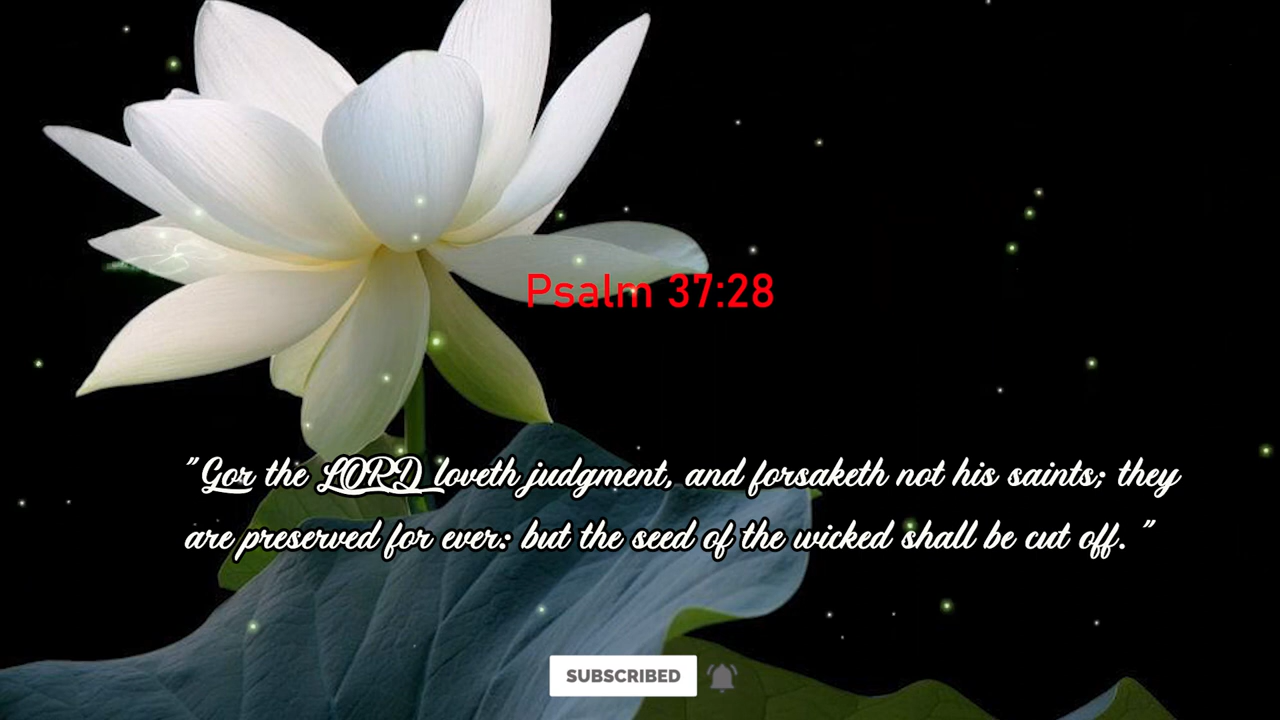 Psalm 37:28
"Gor the LORD loveth judgment, and forsaketh not his saints; they
are preserved for ever: but the seed of the wicked shall be cut off."
SUBSCRIBED